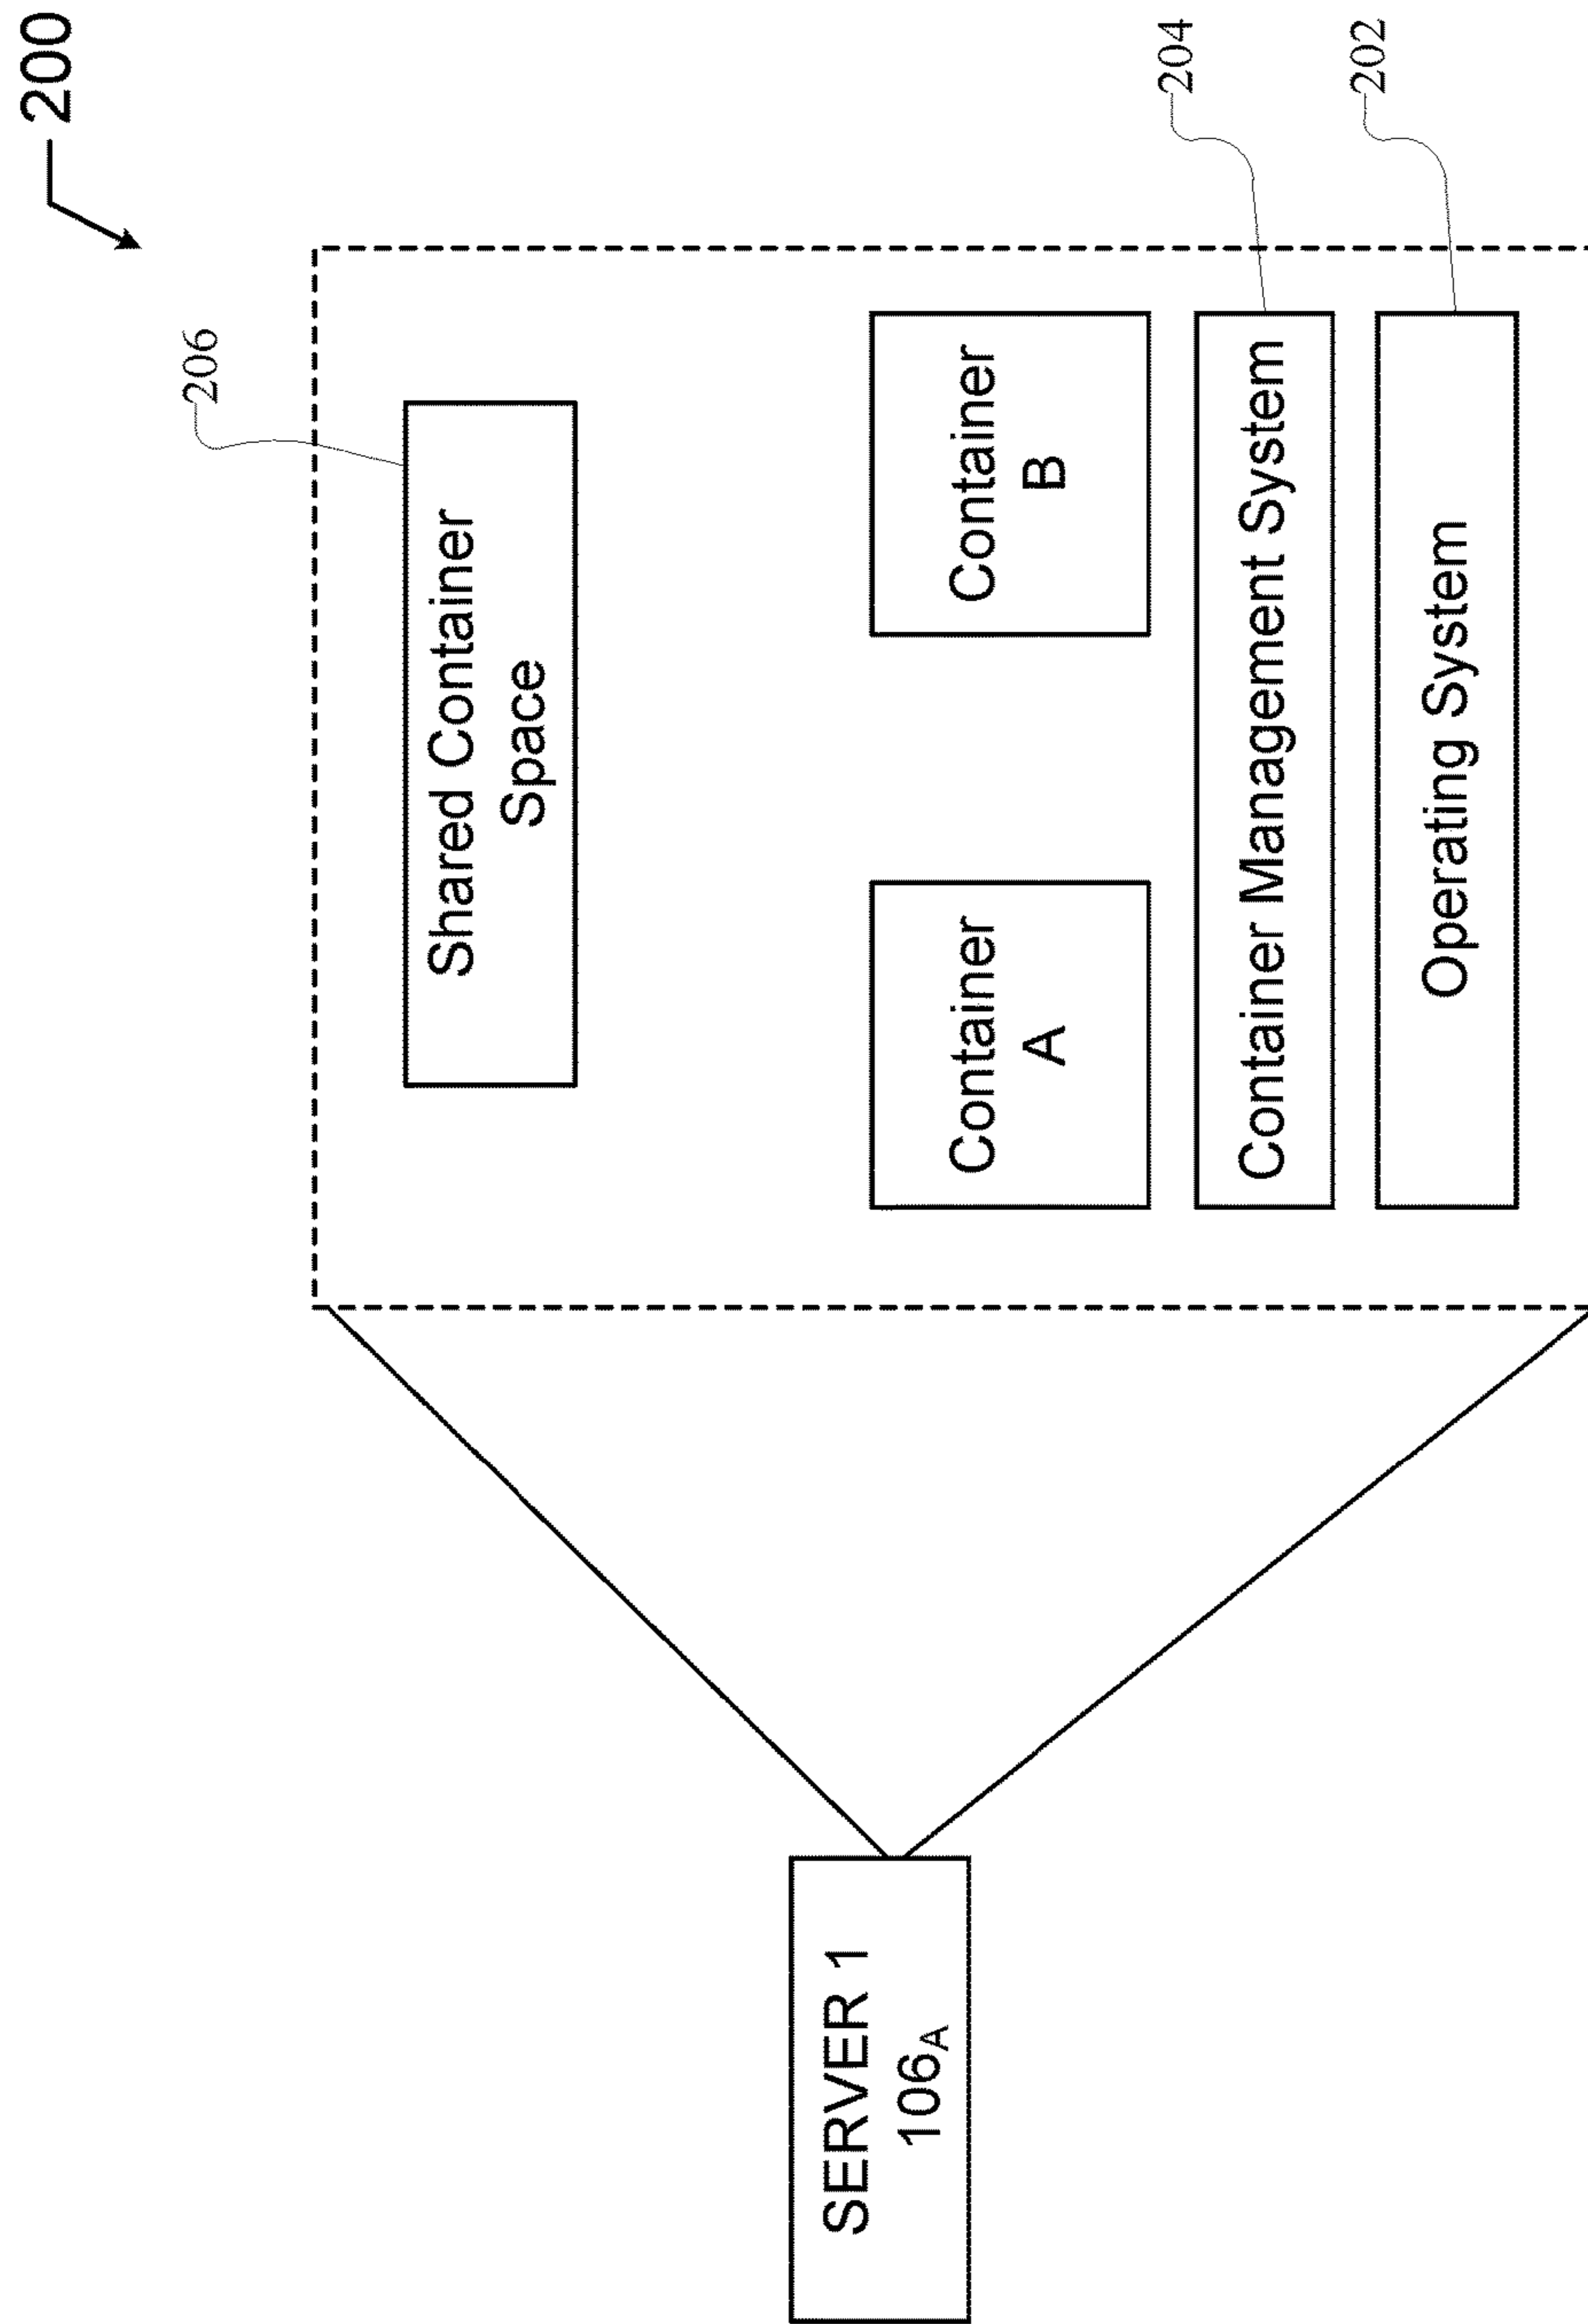 200
206
Shared Container
Space
SERVER 1
106A
Container
A
Container
B
204
Container Management System
202
Operating System